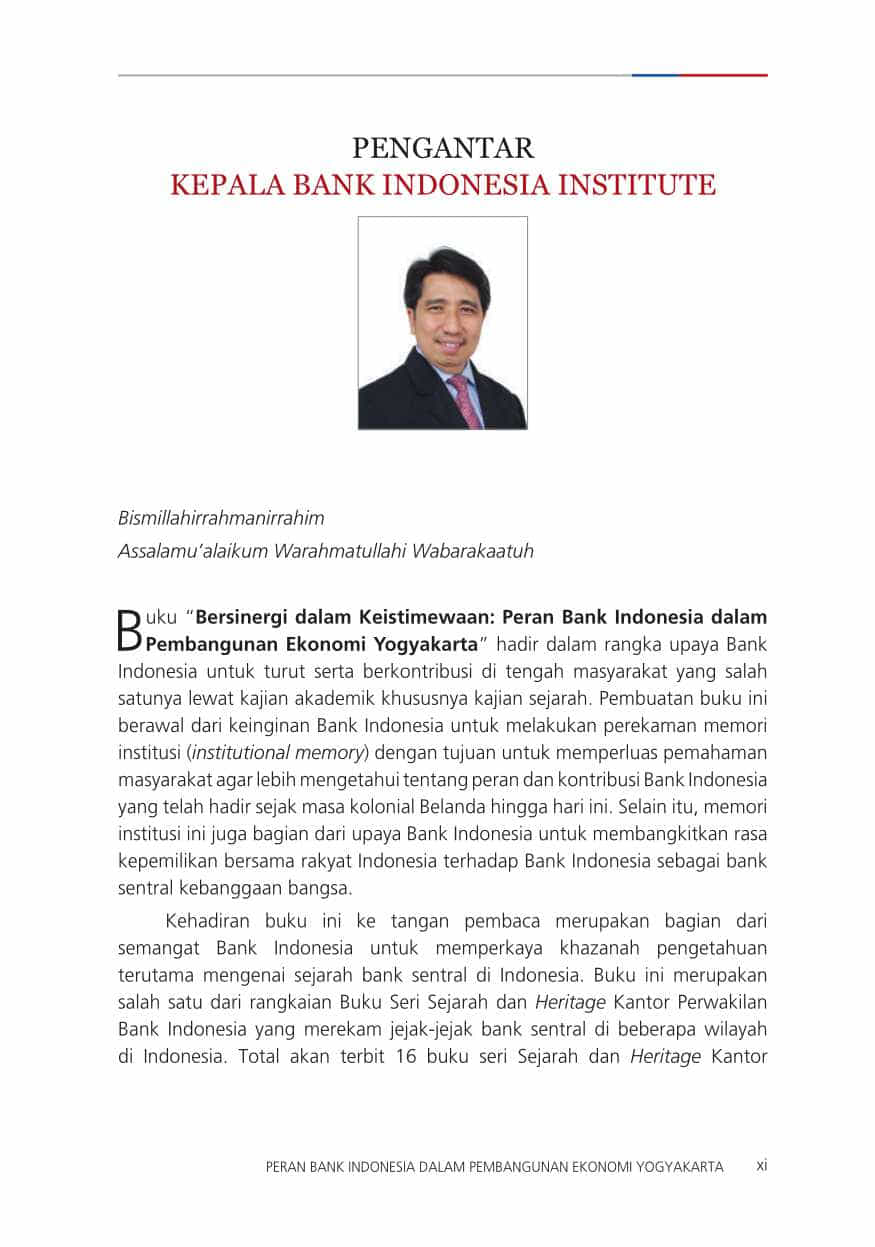 PENGANTAR
KEPALA BANK INDONESIA INSTITUTE
Bismillahirrahmanirrahim
Assalamu’alaikum Warahmatullahi Wabarakaatuh
Buku “Bersinergi dalam Keistimewaan: Peran Bank Indonesia dalam
Pembangunan Ekonomi Yogyakarta” hadir dalam rangka upaya Bank
Indonesia untuk turut serta berkontribusi di tengah masyarakat yang salah
satunya lewat kajian akademik khususnya kajian sejarah. Pembuatan buku ini
berawal dari keinginan Bank Indonesia untuk melakukan perekaman memori
institusi (institutional memory) dengan tujuan untuk memperluas pemahaman
masyarakat agar lebih mengetahui tentang peran dan kontribusi Bank Indonesia
yang telah hadir sejak masa kolonial Belanda hingga hari ini. Selain itu, memori
institusi ini juga bagian dari upaya Bank Indonesia untuk membangkitkan rasa
kepemilikan bersama rakyat Indonesia terhadap Bank Indonesia sebagai bank
sentral kebanggaan bangsa.
Kehadiran buku ini ke tangan pembaca merupakan bagian dari
semangat Bank Indonesia untuk memperkaya khazanah pengetahuan
terutama mengenai sejarah bank sentral di Indonesia. Buku ini merupakan
salah satu dari rangkaian Buku Seri Sejarah dan Heritage Kantor Perwakilan
Bank Indonesia yang merekam jejak-jejak bank sentral di beberapa wilayah
di Indonesia. Total akan terbit 16 buku seri Sejarah dan Heritage Kantor
PERAN BANK INDONESIA DALAM PEMBANGUNAN EKONOMI YOGYAKARTA xi